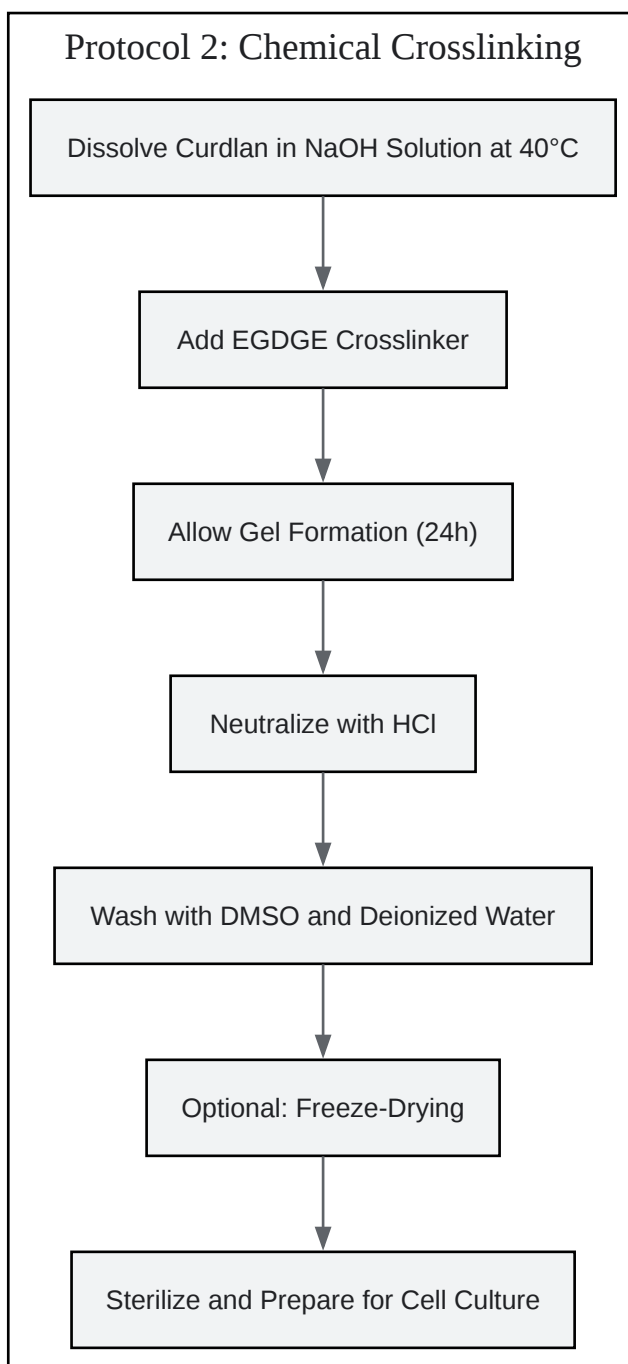 Protocol 2: Chemical Crosslinking
Dissolve Curdlan in NaOH Solution at 40°C
Add EGDGE Crosslinker
Allow Gel Formation (24h)
Neutralize with HCl
Wash with DMSO and Deionized Water
Optional: Freeze-Drying
Sterilize and Prepare for Cell Culture